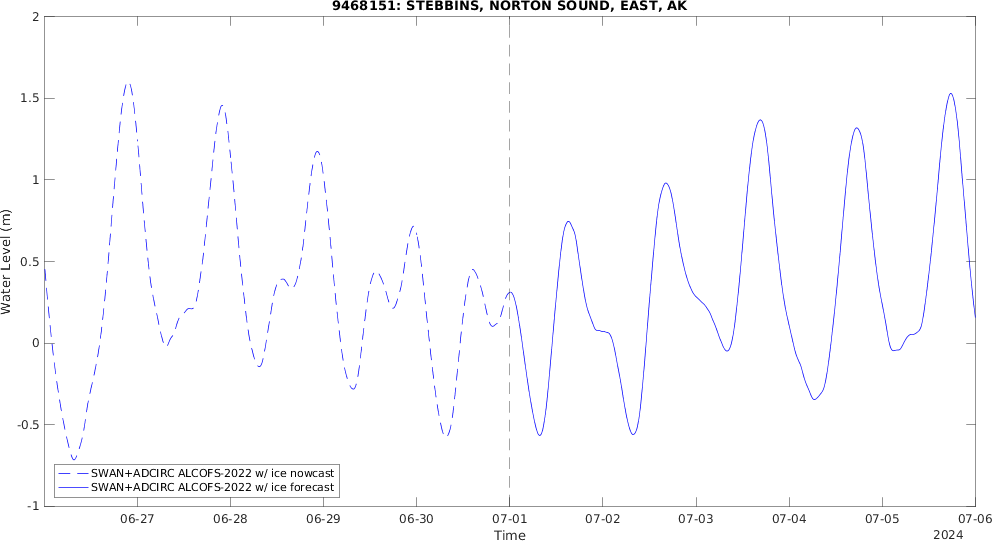 9468151: STEBBINS, NORTON SOUND, EAST, AK
2
1.5
1
0.5
0
-0.5
-1
Water Level (m)
SWAN+ADCIRC ALCOFS-2022 w/ ice nowcast
SWAN+ADCIRC ALCOFS-2022 w/ ice forecast
06-27 06-28 06-29 06-30 07-01 07-02 07-03 07-04 07-05 07-06
Time
2024